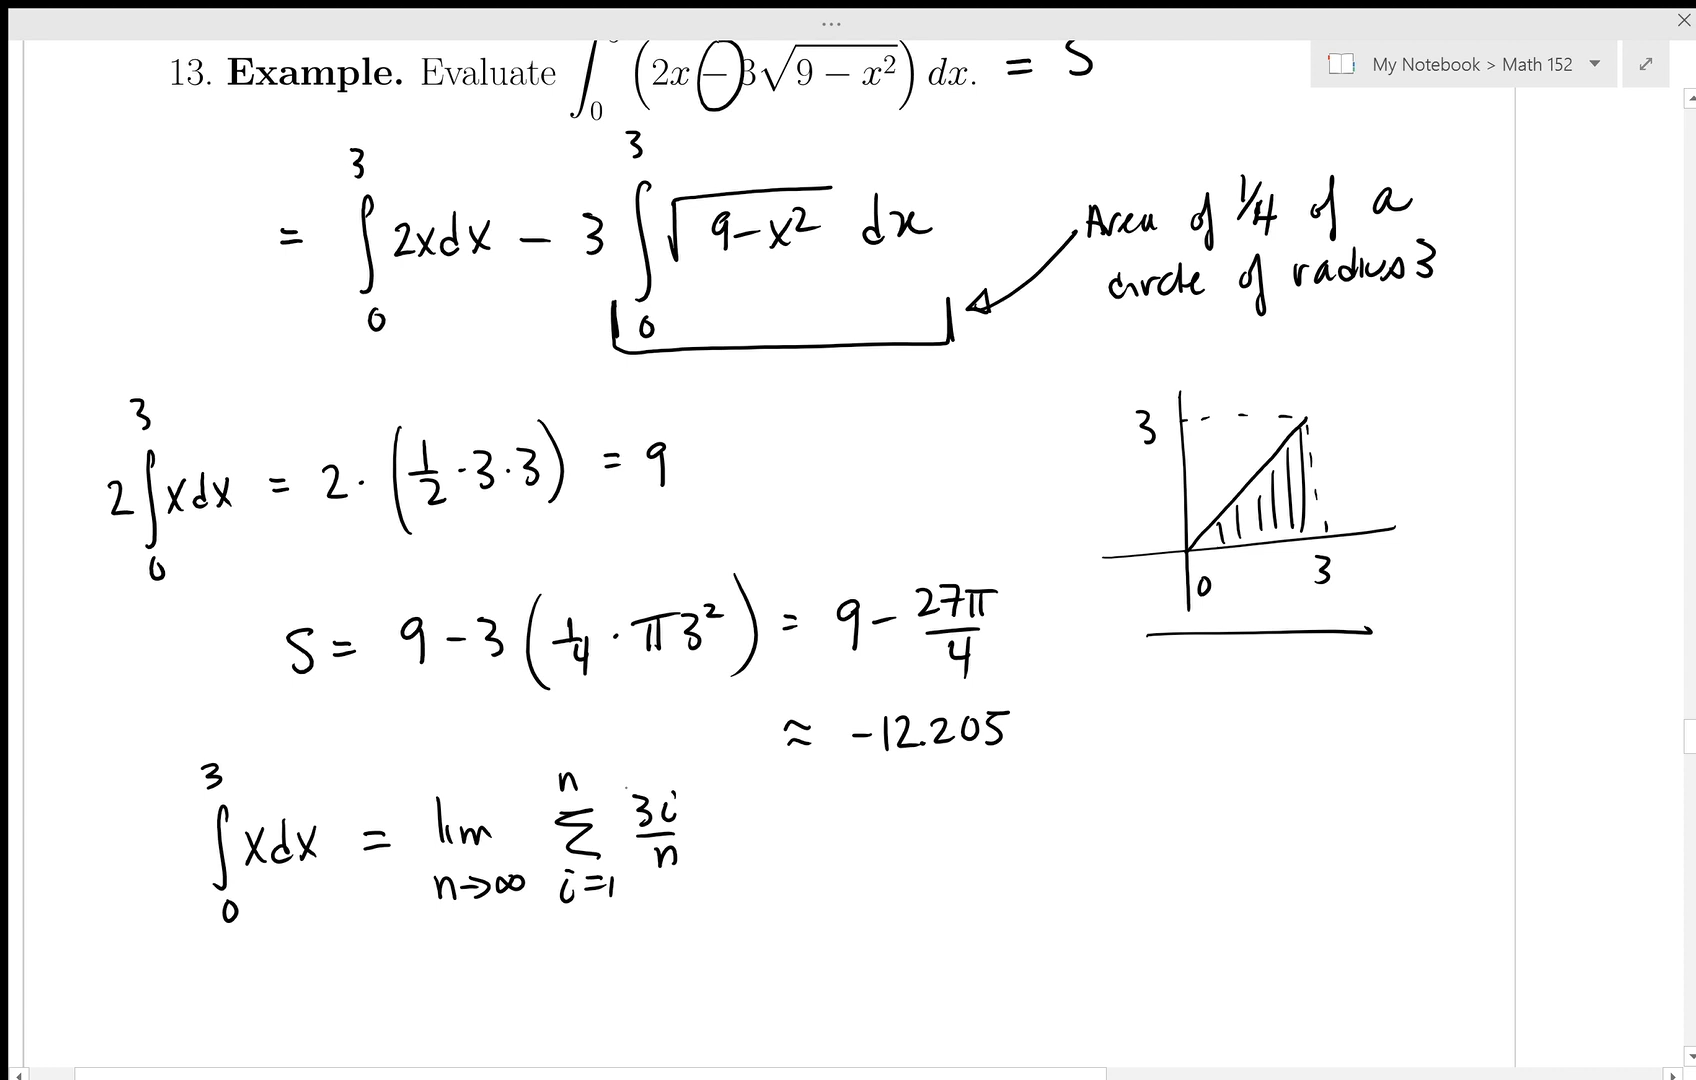 ...
My Notebook > Math 152
13. Example. Evaluate ∫₀ (2x − 3√(9 − x²)) dx. = S
= ∫₀³ 2xdx − 3 ∫₀³ √(9−x²) dx
Area of 1/4 of a
circle of radius 3
2 ∫₀³ xdx = 2·(1/2·3·3) = 9
3
0 3
S = 9 − 3(1/4 · π3²) = 9 − 27π/4
≈ −12.205
∫₀³ xdx = lim n→∞ Σ i=1 n 3i/n